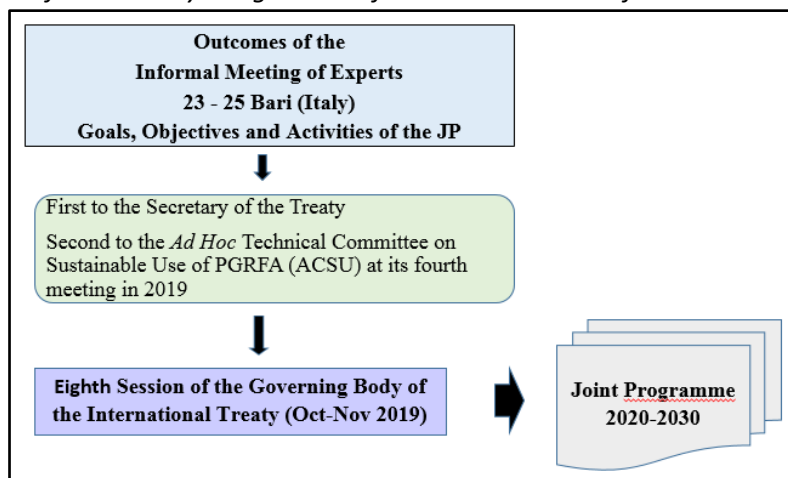 Outcomes of the
Informal Meeting of Experts
23 - 25 Bari (Italy)
Goals, Objectives and Activities of the JP
First to the Secretary of the Treaty
Second to the Ad Hoc Technical Committee on
Sustainable Use of PGRFA (ACSU) at its fourth
meeting in 2019
Eighth Session of the Governing Body of
the International Treaty (Oct-Nov 2019)
Joint Programme
2020-2030